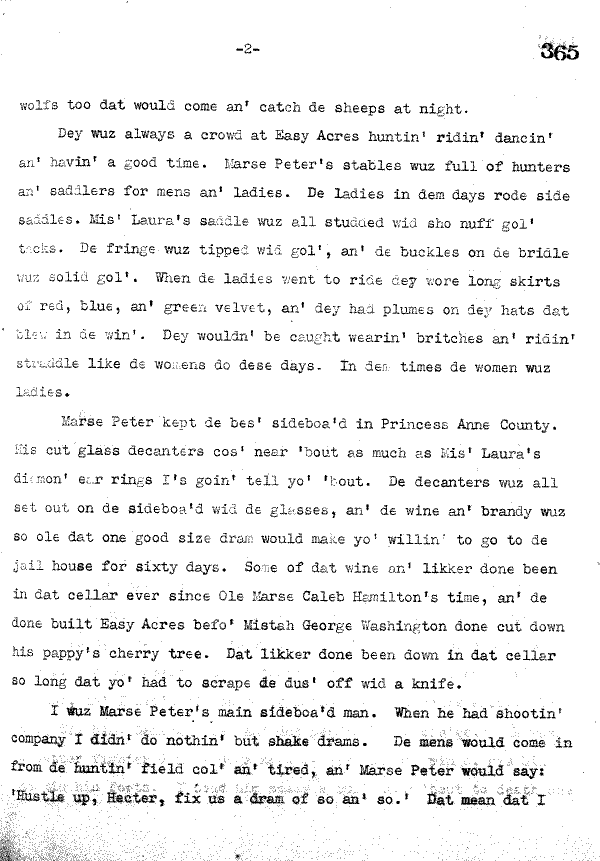 -2-
365
wolfs too dat would come an' catch de sheeps at night.
Dey wuz always a crowd at Easy Acres huntin' ridin' dancin'
an' havin' a good time. Marse Peter's stables wuz full of hunters
an' saddlers for mens an' ladies. De ladies in dem days rode side
saddles. Mis' Laura's saddle wuz all studded wid sho nuff gol'
tacks. De fringe wuz tipped wid gol', an' de buckles on de bridle
wuz solid gol'. When de ladies went to ride dey wore long skirts
of red, blue, an' green velvet, an' dey had plumes on dey hats dat
blew in de win'. Dey wouldn' be caught wearin' britches an' ridin'
straddle like de womens do dese days. In dem times de women wuz
ladies.
Marse Peter kept de bes' sideboa'd in Princess Anne County.
His cut glass decanters cos' near 'bout as much as Mis' Laura's
diamon' ear rings I's goin' tell yo' 'bout. De decanters wuz all
set out on de sideboa'd wid de glasses, an' de wine an' brandy wuz
so ole dat one good size dram would make yo' willin' to go to de
jail house for sixty days. Some of dat wine an' likker done been
in dat cellar ever since Ole Marse Caleb Hamilton's time, an' de
done built Easy Acres befo' Mistah George Washington done cut down
his pappy's cherry tree. Dat likker done been down in dat cellar
so long dat yo' had to scrape de dus' off wid a knife.
I wuz Marse Peter's main sideboa'd man. When he had shootin'
company I didn' do nothin' but shake drams. De mens would come in
from de huntin' field col' an' tired, an' Marse Peter would say:
'Hustle up, Hecter, fix us a dram of so an' so.' Dat mean dat I